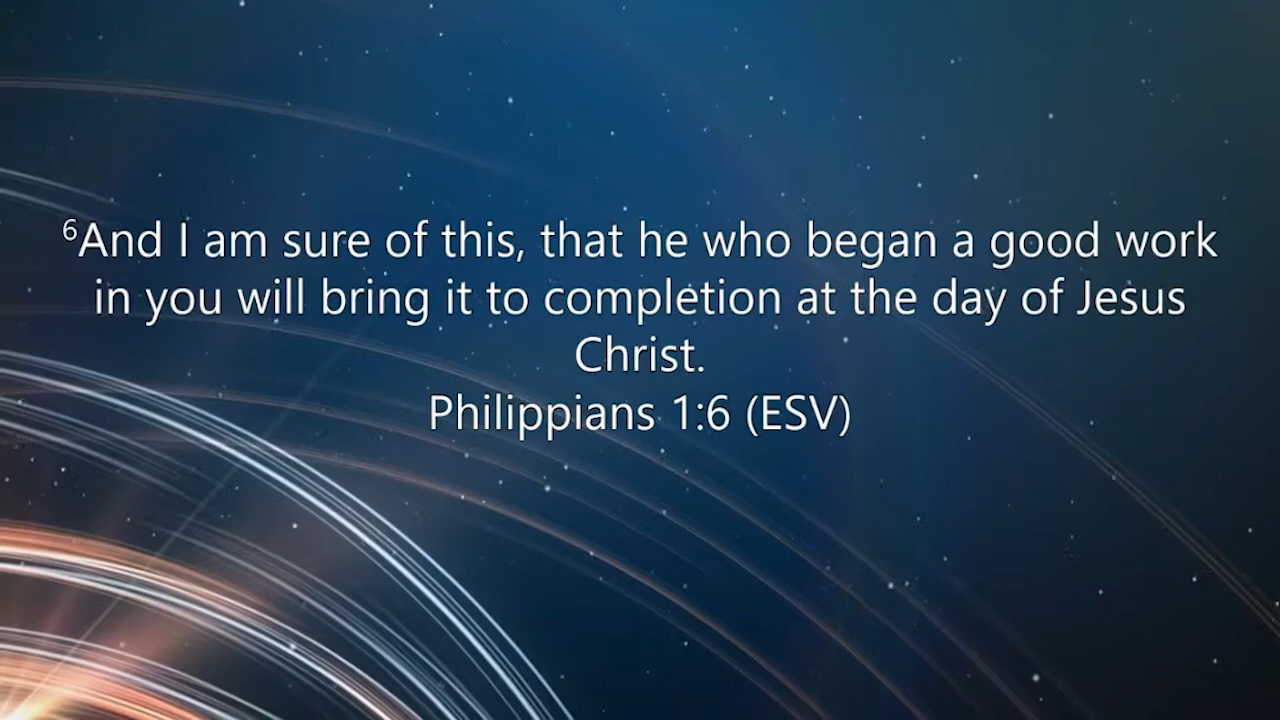 ⁶And I am sure of this, that he who began a good work
in you will bring it to completion at the day of Jesus
Christ.
Philippians 1:6 (ESV)